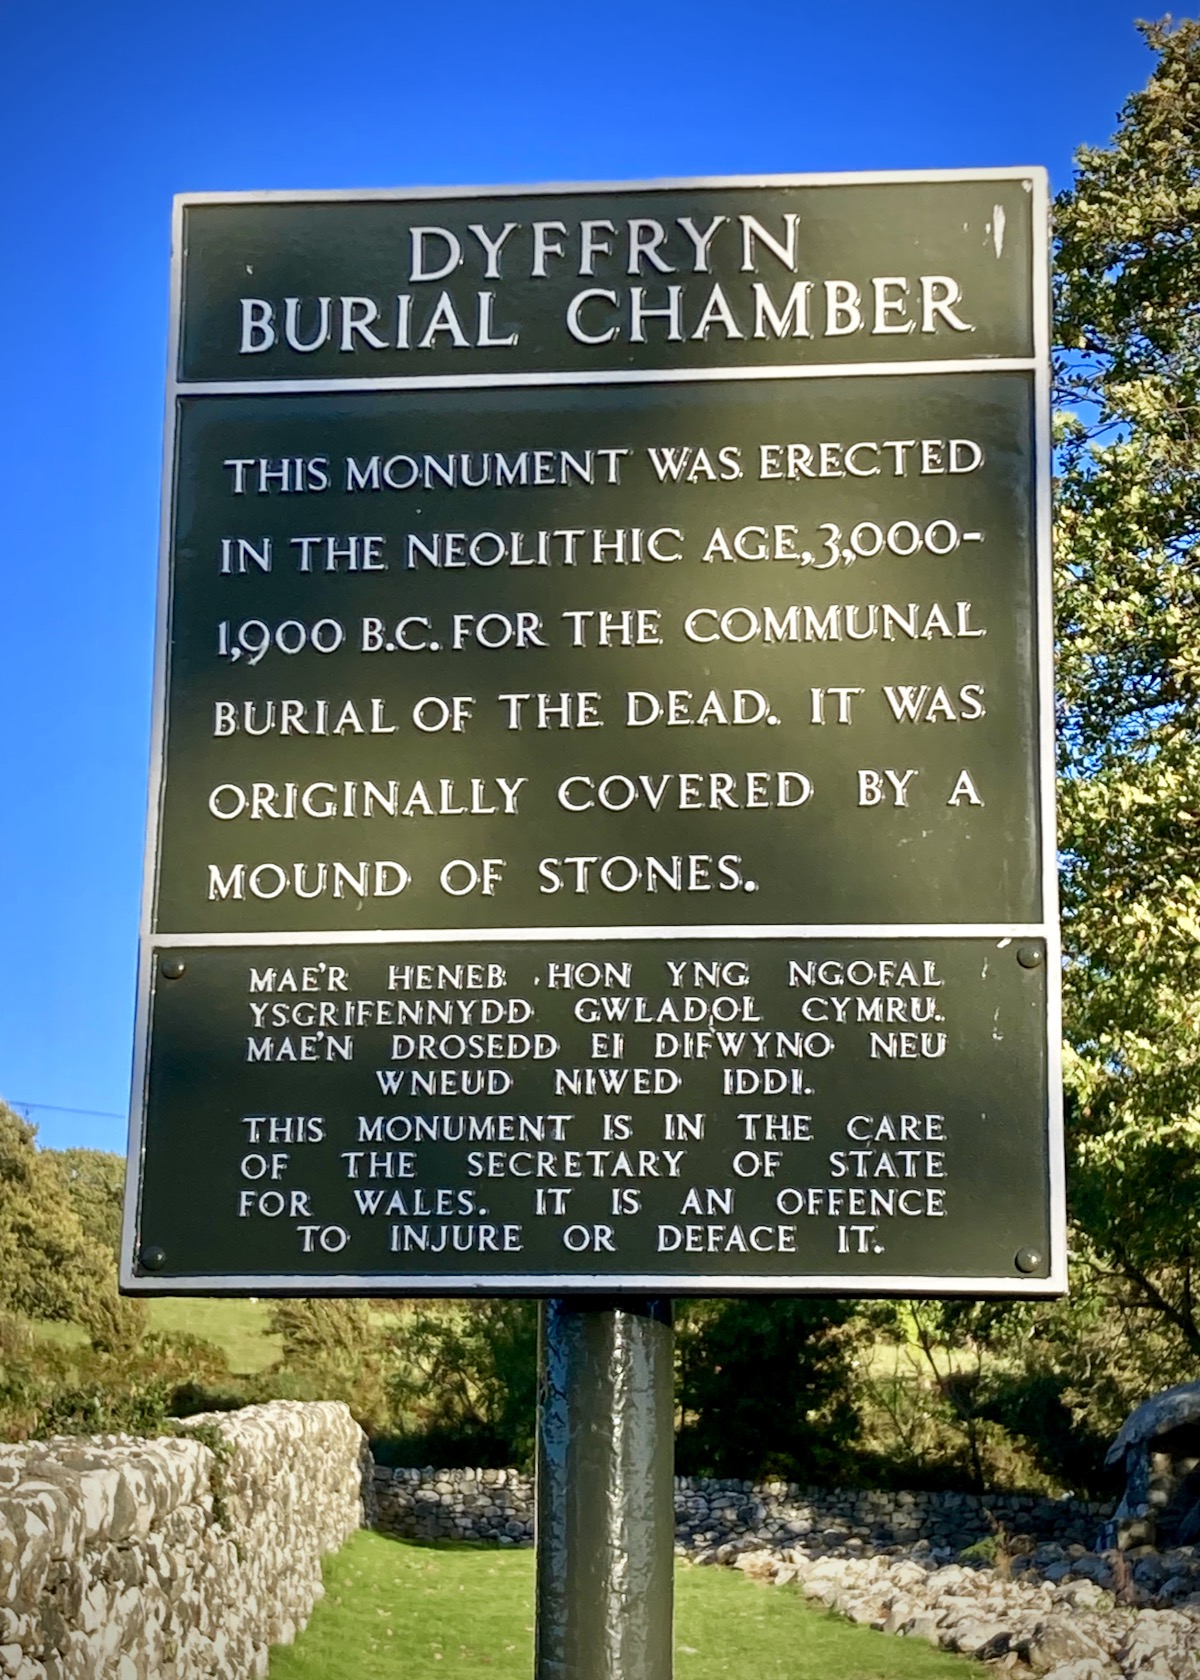 DYFFRYN
BURIAL CHAMBER
THIS MONUMENT WAS ERECTED
IN THE NEOLITHIC AGE, 3,000-
1,900 B.C. FOR THE COMMUNAL
BURIAL OF THE DEAD. IT WAS
ORIGINALLY COVERED BY A
MOUND OF STONES.
MAE'R HENEB HON YNG NGOFAL
YSGRIFENNYDD GWLADOL CYMRU.
MAE'N DROSEDD EI DIFWYNO NEU
WNEUD NIWED IDDI.
THIS MONUMENT IS IN THE CARE
OF THE SECRETARY OF STATE
FOR WALES. IT IS AN OFFENCE
TO INJURE OR DEFACE IT.